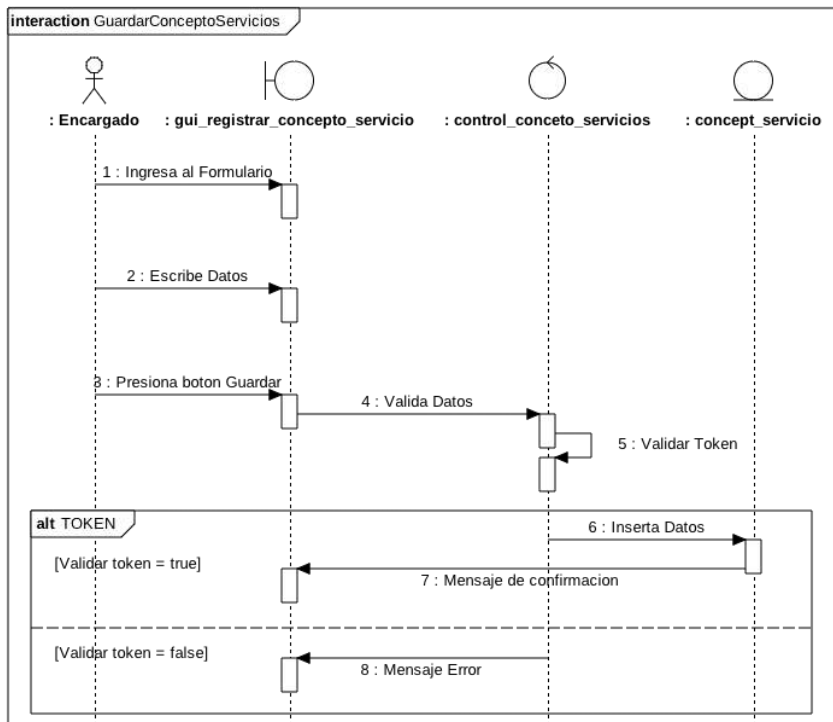 interaction GuardarConceptoServicios
: Encargado
: gui_registrar_concepto_servicio
: control_conceto_servicios
: concept_servicio
1 : Ingresa al Formulario
2 : Escribe Datos
3 : Presiona boton Guardar
4 : Valida Datos
5 : Validar Token
alt TOKEN
6 : Inserta Datos
[Validar token = true]
7 : Mensaje de confirmacion
[Validar token = false]
8 : Mensaje Error